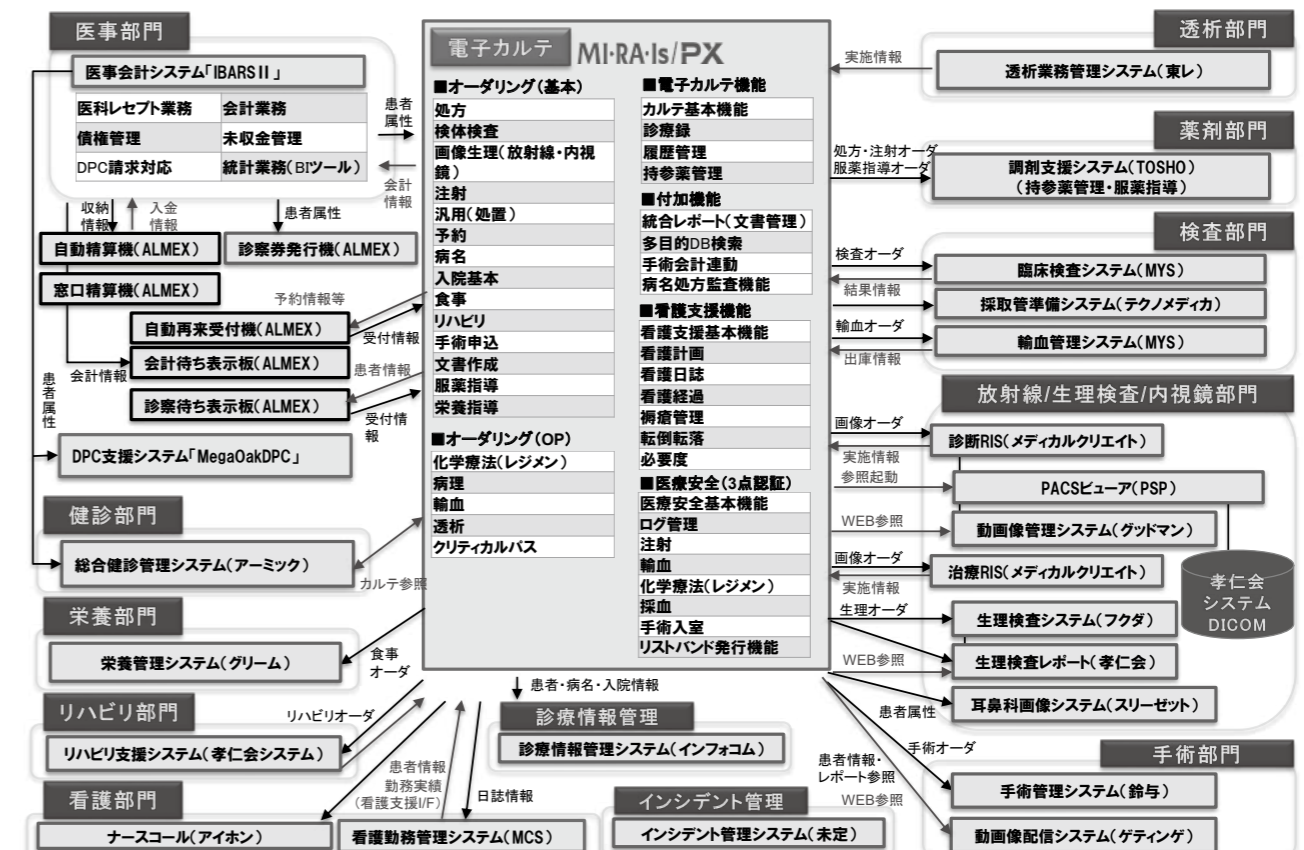 医事部門
医事会計システム「IBARSⅡ」
医科レセプト業務
会計業務
債権管理
未収金管理
DPC請求対応
統計業務(BIツール)
患者
属性
会計
情報
収納
情報
入金
情報
患者属性
自動精算機(ALMEX)
診察券発行機(ALMEX)
窓口精算機(ALMEX)
予約情報等
自動再来受付機(ALMEX)
受付情報
会計待ち表示板(ALMEX)
会計情報
患者情報
患者属性
診察待ち表示板(ALMEX)
受付情
報
DPC支援システム「MegaOakDPC」
健診部門
総合健診管理システム(アーミック)
カルテ参照
栄養部門
栄養管理システム(グリーム)
食事
オーダ
リハビリ部門
リハビリオーダ
リハビリ支援システム(孝仁会システム)
看護部門
ナースコール(アイホン)
患者情報
勤務実績
(看護支援I/F)
日誌情報
看護勤務管理システム(MCS)
電子カルテ
MI・RA・Is/PX
■オーダリング(基本)
処方
検体検査
画像生理(放射線・内視
鏡)
注射
汎用(処置)
予約
病名
入院基本
食事
リハビリ
手術申込
文書作成
服薬指導
栄養指導
■オーダリング(OP)
化学療法(レジメン)
病理
輸血
透析
クリティカルパス
■電子カルテ機能
カルテ基本機能
診療録
履歴管理
持参薬管理
■付加機能
統合レポート(文書管理)
多目的DB検索
手術会計連動
病名処方監査機能
■看護支援機能
看護支援基本機能
看護計画
看護日誌
看護経過
褥瘡管理
転倒転落
必要度
■医療安全(3点認証)
医療安全基本機能
ログ管理
注射
輸血
化学療法(レジメン)
採血
手術入室
リストバンド発行機能
患者・病名・入院情報
診療情報管理
診療情報管理システム(インフォコム)
インシデント管理
インシデント管理システム(未定)
透析部門
実施情報
透析業務管理システム(東レ)
薬剤部門
処方・注射オーダ
服薬指導オーダ
調剤支援システム(TOSHO)
(持参薬管理・服薬指導)
検査部門
検査オーダ
臨床検査システム(MYS)
結果情報
採取管準備システム(テクノメディカ)
輸血オーダ
輸血管理システム(MYS)
出庫情報
放射線/生理検査/内視鏡部門
画像オーダ
診断RIS(メディカルクリエイト)
実施情報
参照起動
PACSビューア(PSP)
WEB参照
動画像管理システム(グッドマン)
画像オーダ
治療RIS(メディカルクリエイト)
実施情報
孝仁会
システム
DICOM
生理オーダ
生理検査システム(フクダ)
WEB参照
生理検査レポート(孝仁会)
患者属性
耳鼻科画像システム(スリーゼット)
手術オーダ
手術部門
患者情報・
レポート参照
手術管理システム(鈴与)
WEB参照
動画像配信システム(ゲティンゲ)